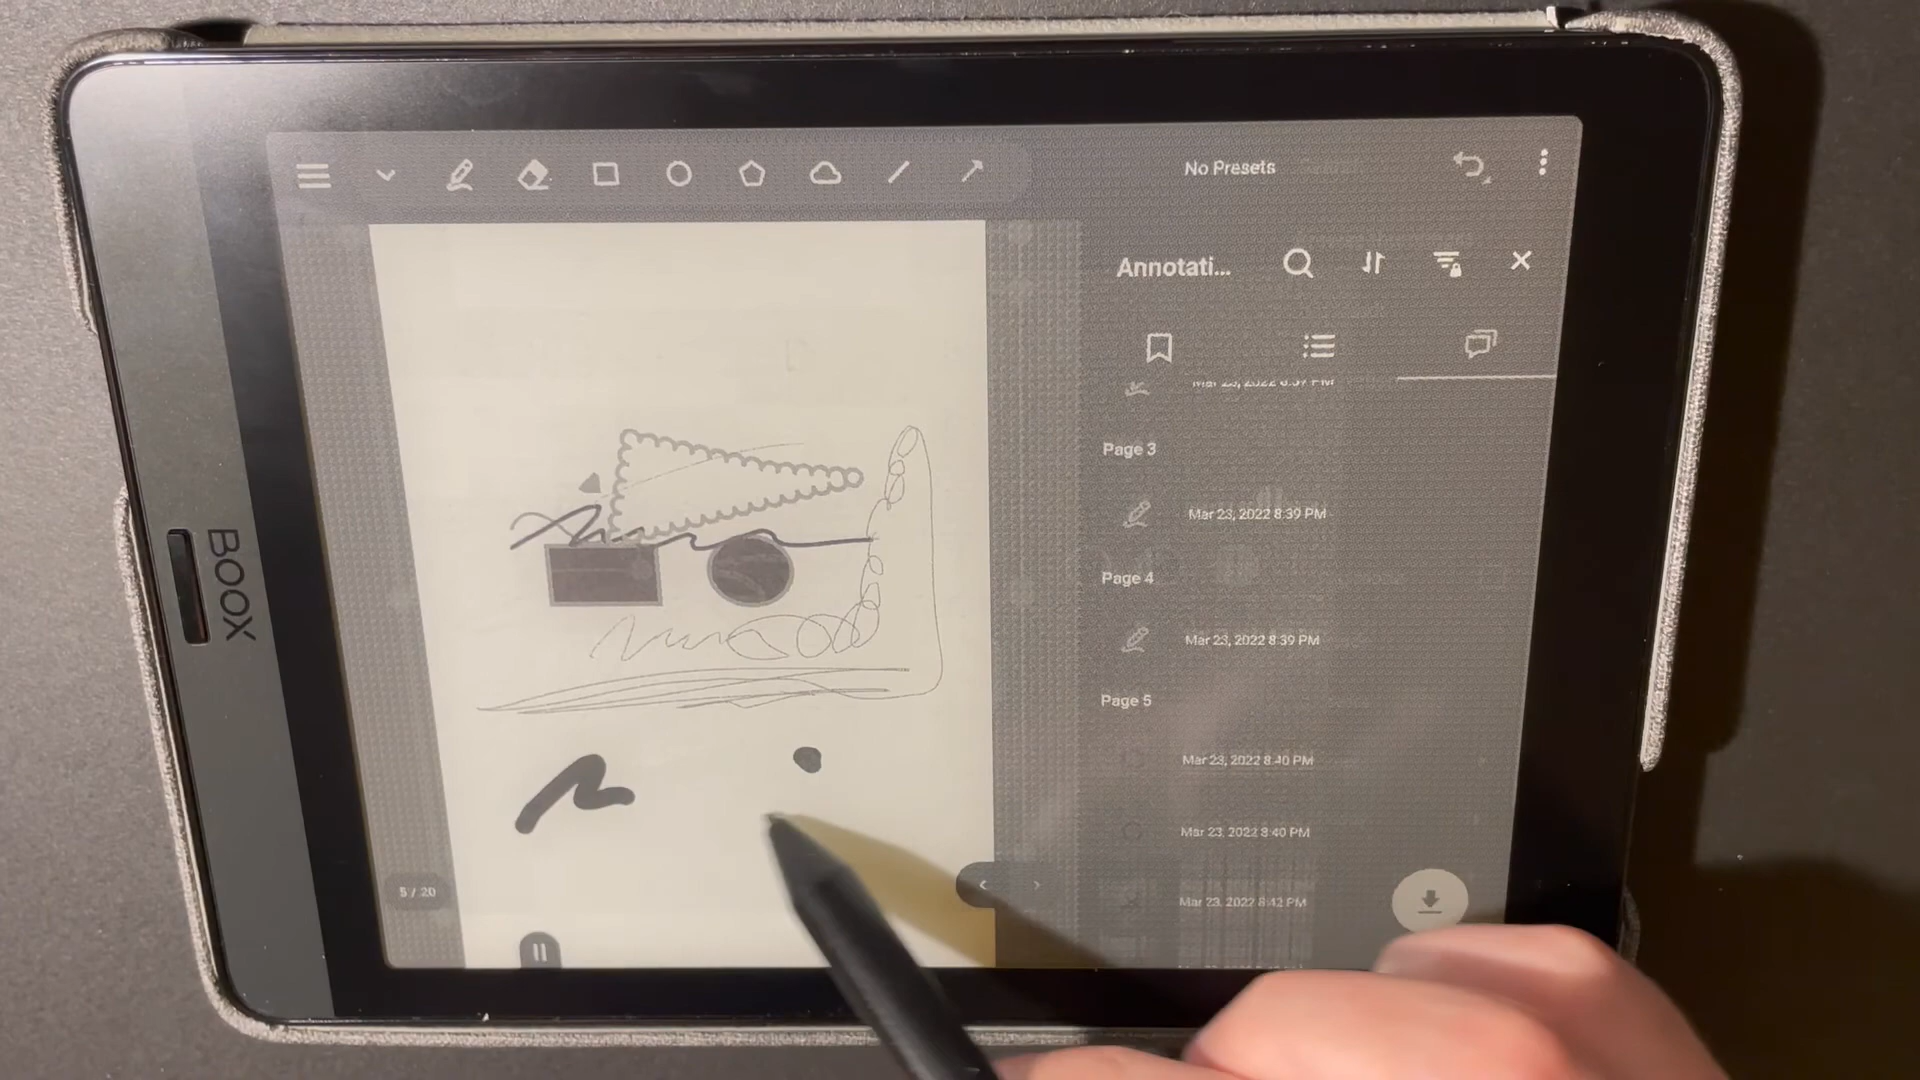 No Presets
Annotati...
Page 3
Mar 23, 2022 8:39 PM
Page 4
Mar 23, 2022 8:39 PM
Page 5
Mar 23, 2022 8:40 PM
Mar 23, 2022 8:40 PM
Mar 23, 2022 8:42 PM
5 / 20
BOOX